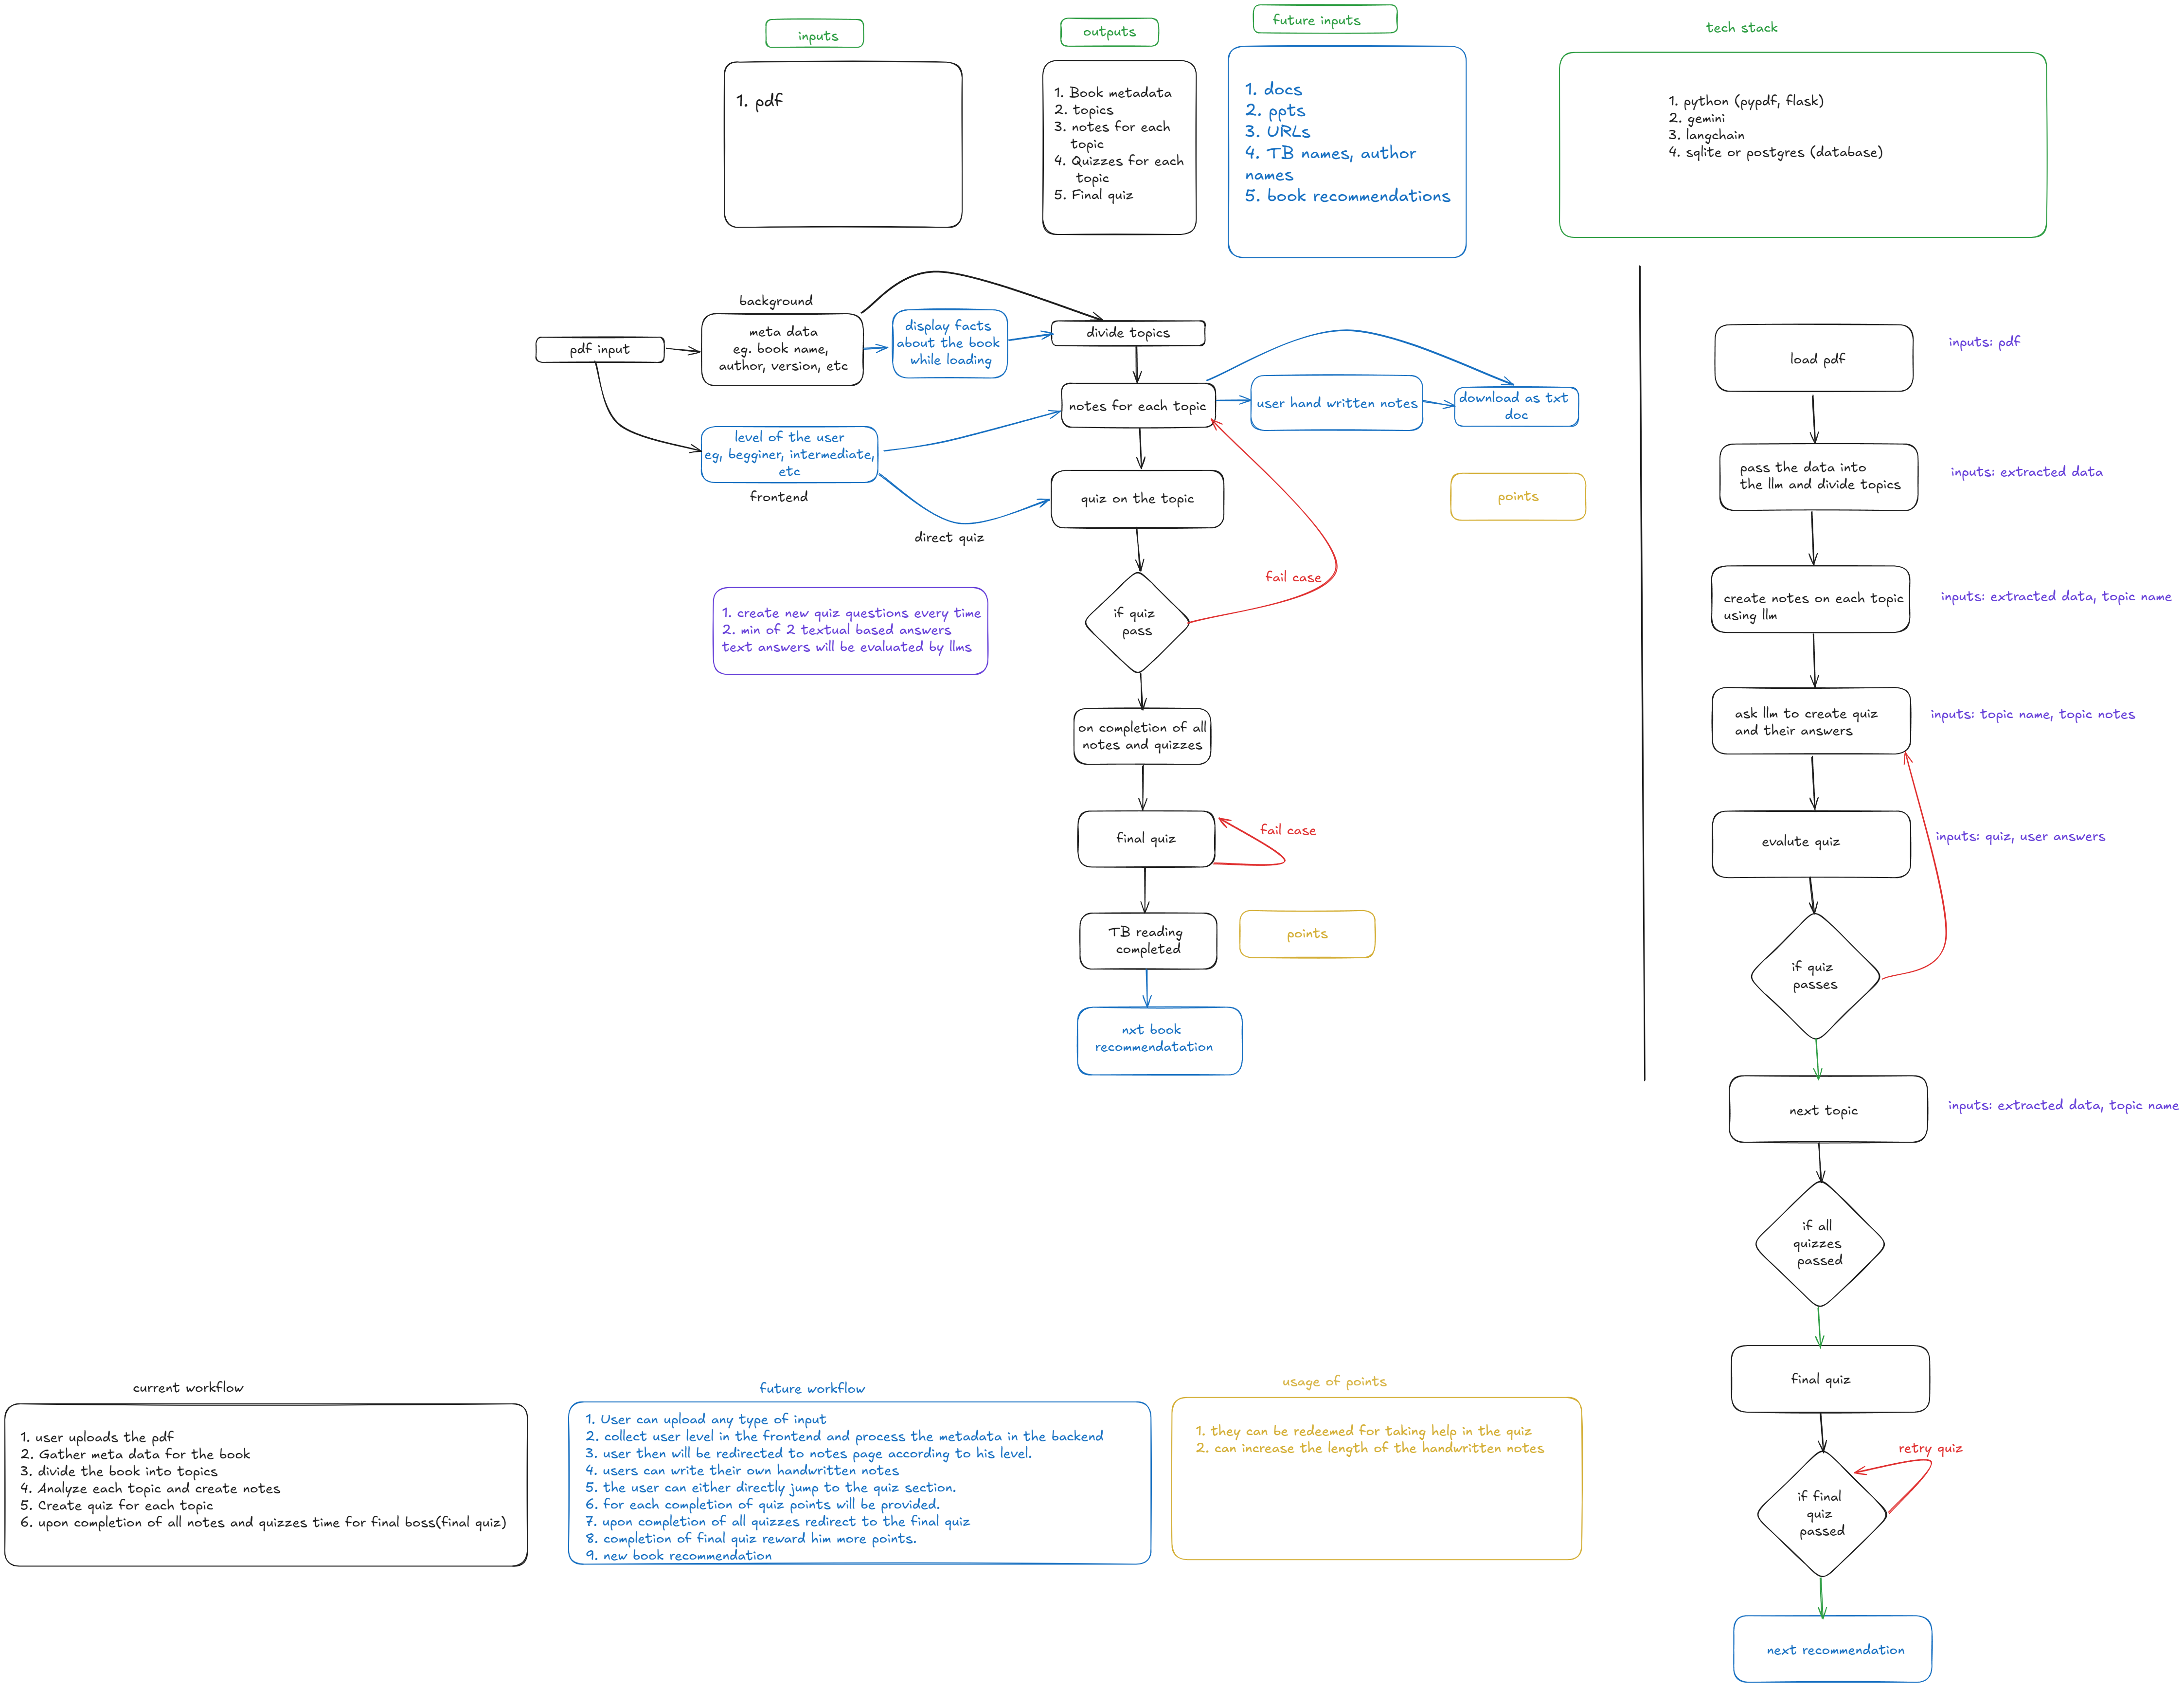 inputs
1. pdf
outputs
1. Book metadata
2. topics
3. notes for each
topic
4. Quizzes for each
topic
5. Final quiz
future inputs
1. docs
2. ppts
3. URLs
4. TB names, author
names
5. book recommendations
tech stack
1. python (pypdf, flask)
2. gemini
3. langchain
4. sqlite or postgres (database)
pdf input
background
meta data
eg. book name,
author, version, etc
display facts
about the book
while loading
divide topics
notes for each topic
user hand written notes
download as txt
doc
level of the user
eg, begginer, intermediate,
etc
frontend
direct quiz
quiz on the topic
points
fail case
1. create new quiz questions every time
2. min of 2 textual based answers
text answers will be evaluated by llms
if quiz
pass
on completion of all
notes and quizzes
final quiz
fail case
TB reading
completed
points
nxt book
recommendatation
load pdf
inputs: pdf
pass the data into
the llm and divide topics
inputs: extracted data
create notes on each topic
using llm
inputs: extracted data, topic name
ask llm to create quiz
and their answers
inputs: topic name, topic notes
evalute quiz
inputs: quiz, user answers
if quiz
passes
next topic
inputs: extracted data, topic name
if all
quizzes
passed
final quiz
retry quiz
if final
quiz
passed
next recommendation
current workflow
1. user uploads the pdf
2. Gather meta data for the book
3. divide the book into topics
4. Analyze each topic and create notes
5. Create quiz for each topic
6. upon completion of all notes and quizzes time for final boss(final quiz)
future workflow
1. User can upload any type of input
2. collect user level in the frontend and process the metadata in the backend
3. user then will be redirected to notes page according to his level.
4. users can write their own handwritten notes
5. the user can either directly jump to the quiz section.
6. for each completion of quiz points will be provided.
7. upon completion of all quizzes redirect to the final quiz
8. completion of final quiz reward him more points.
9. new book recommendation
usage of points
1. they can be redeemed for taking help in the quiz
2. can increase the length of the handwritten notes